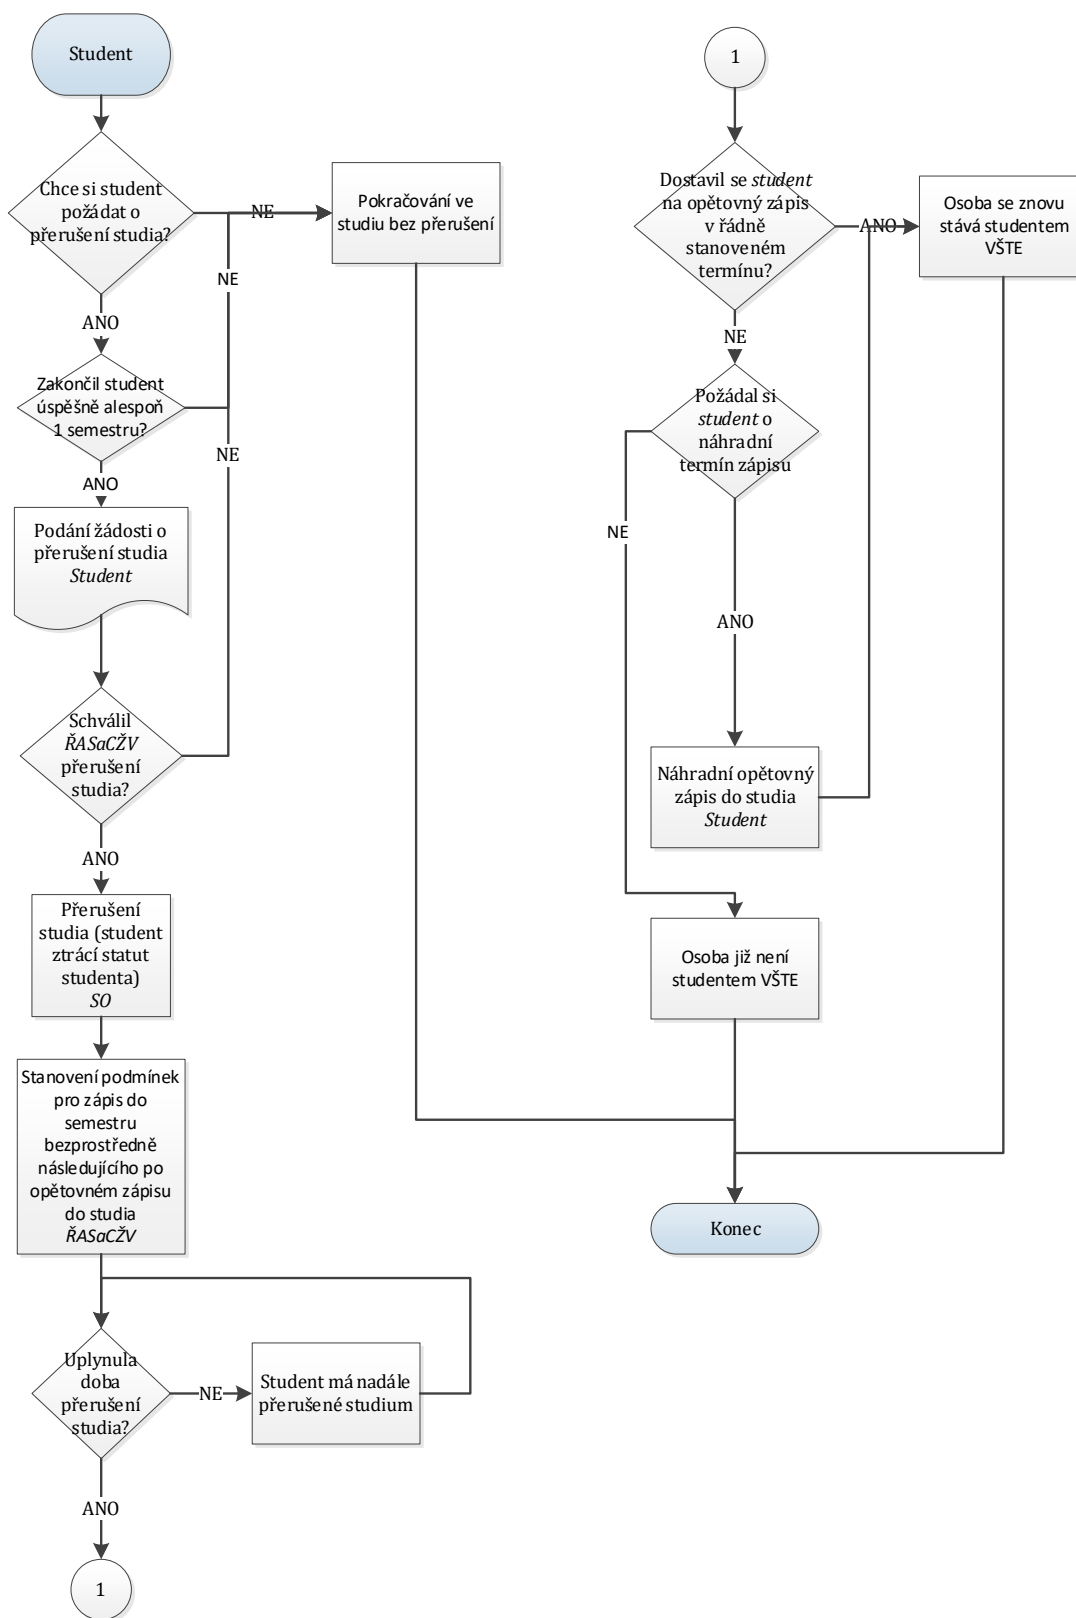 Student
Chce si student
požádat o
přerušení studia?
NE
Pokračování ve
studiu bez přerušení
NE
ANO
Zakončil student
úspěšně alespoň
1 semestru?
NE
ANO
Podání žádosti o
přerušení studia
Student
Schválil
ŘASaCŽV
přerušení
studia?
ANO
Přerušení
studia (student
ztrácí statut
studenta)
SO
Stanovení podmínek
pro zápis do
semestru
bezprostředně
následujícího po
opětovném zápisu
do studia
ŘASaCŽV
Uplynula
doba
přerušení
studia?
NE
Student má nadále
přerušené studium
ANO
1
1
Dostavil se student
na opětovný zápis
v řádně
stanoveném
termínu?
ANO
Osoba se znovu
stává studentem
VŠTE
NE
Požádal si
student o
náhradní
termín zápisu
NE
ANO
Náhradní opětovný
zápis do studia
Student
Osoba již není
studentem VŠTE
Konec